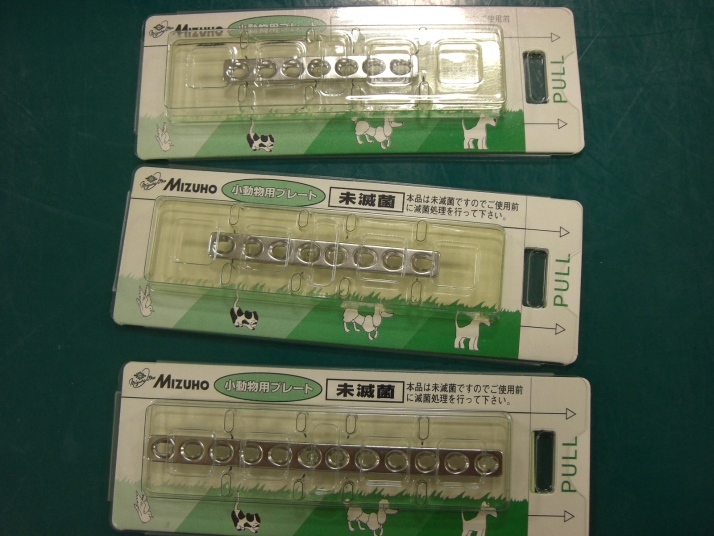 MIZUHO
小動物用プレート
ご使用前
PULL
MIZUHO
小動物用プレート
未滅菌
本品は未滅菌ですのでご使用前
に滅菌処理を行って下さい。
PULL
MIZUHO
小動物用プレート
未滅菌
本品は未滅菌ですのでご使用前
に滅菌処理を行って下さい。
PULL